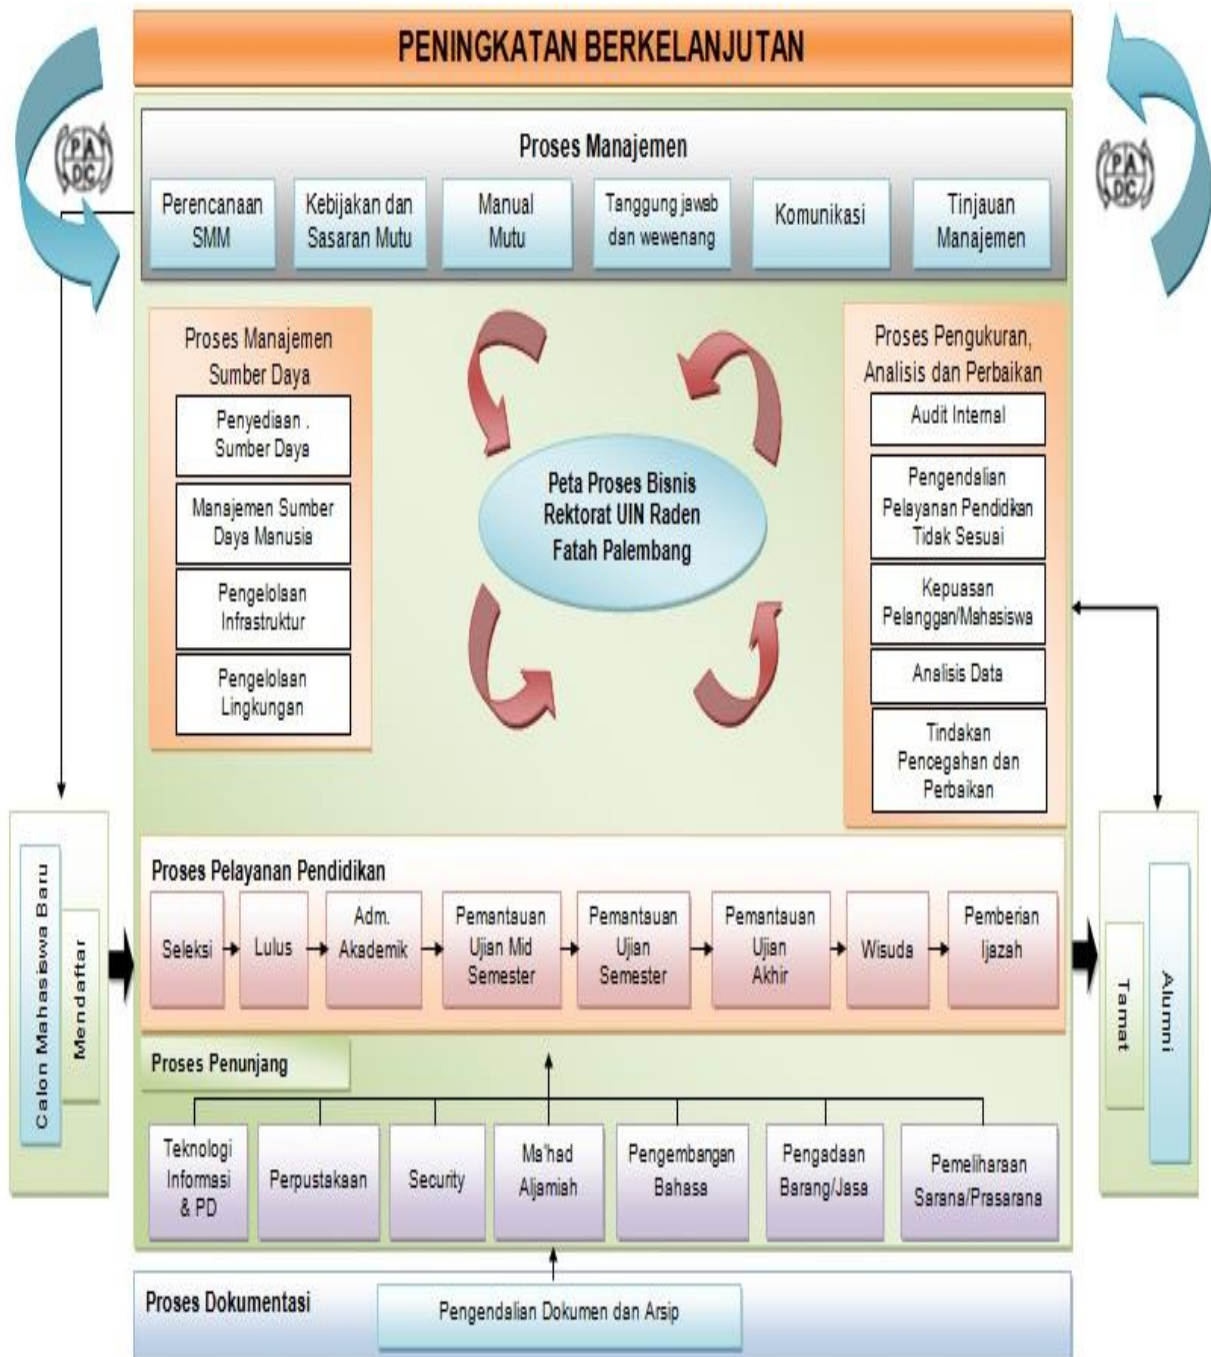 PENINGKATAN BERKELANJUTAN
P A
D C
P A
D C
Proses Manajemen
Perencanaan
SMM
Kebijakan dan
Sasaran Mutu
Manual
Mutu
Tanggung jawab
dan wewenang
Komunikasi
Tinjauan
Manajemen
Proses Manajemen
Sumber Daya
Penyediaan .
Sumber Daya
Manajemen Sumber
Daya Manusia
Pengelolaan
Infrastruktur
Pengelolaan
Lingkungan
Peta Proses Bisnis
Rektorat UIN Raden
Fatah Palembang
Proses Pengukuran,
Analisis dan Perbaikan
Audit Internal
Pengendalian
Pelayanan Pendidikan
Tidak Sesuai
Kepuasan
Pelanggan/Mahasiswa
Analisis Data
Tindakan
Pencegahan dan
Perbaikan
Calon Mahasiswa Baru
Mendaftar
Proses Pelayanan Pendidikan
Seleksi
Lulus
Adm.
Akademik
Pemantauan
Ujian Mid
Semester
Pemantauan
Ujian
Semester
Pemantauan
Ujian
Akhir
Wisuda
Pemberian
Ijazah
Tamat
Alumni
Proses Penunjang
Teknologi
Informasi
& PD
Perpustakaan
Security
Ma'had
Aljamiah
Pengembangan
Bahasa
Pengadaan
Barang/Jasa
Pemeliharaan
Sarana/Prasarana
Proses Dokumentasi
Pengendalian Dokumen dan Arsip